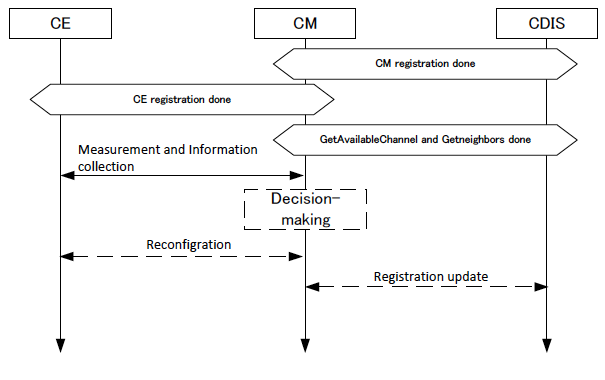 CE
CM
CDIS
CM registration done
CE registration done
GetAvailableChannel and Getneighbors done
Measurement and Information
collection
Decision-
making
Reconfigration
Registration update